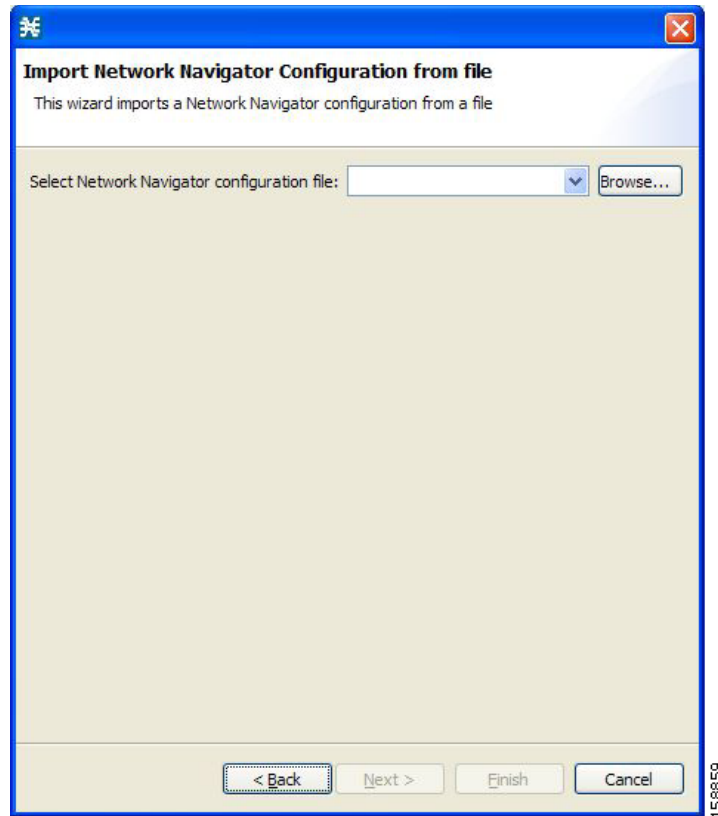 Import Network Navigator Configuration from file
This wizard imports a Network Navigator configuration from a file
Select Network Navigator configuration file: Browse...
< Back Next > Finish Cancel
158859